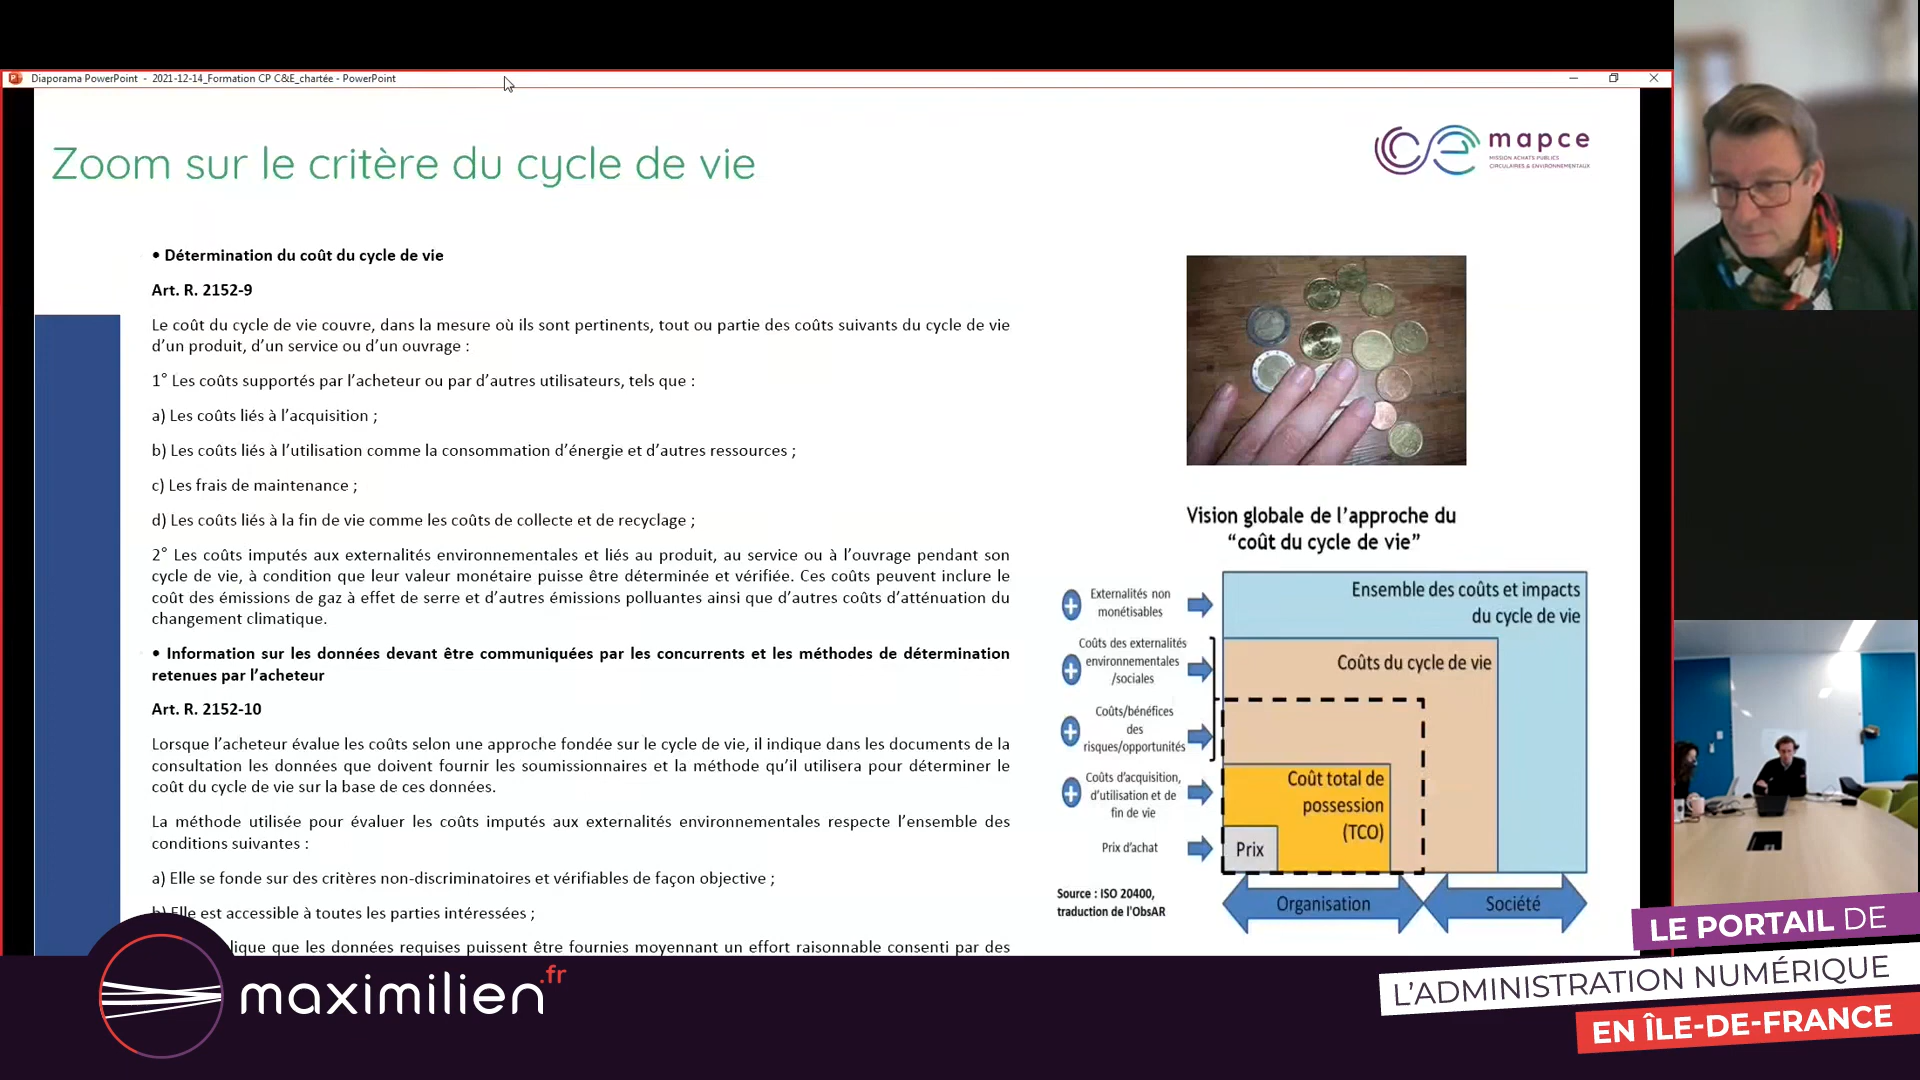 Diaporama PowerPoint - 2021-12-14_Formation CP C&E_chartée - PowerPoint
Zoom sur le critère du cycle de vie
mapce
MISSION ACHATS PUBLICS
CIRCULAIRES & ENVIRONNEMENTAUX
• Détermination du coût du cycle de vie
Art. R. 2152-9
Le coût du cycle de vie couvre, dans la mesure où ils sont pertinents, tout ou partie des coûts suivants du cycle de vie
d’un produit, d’un service ou d’un ouvrage :
1° Les coûts supportés par l’acheteur ou par d’autres utilisateurs, tels que :
a) Les coûts liés à l’acquisition ;
b) Les coûts liés à l’utilisation comme la consommation d’énergie et d’autres ressources ;
c) Les frais de maintenance ;
d) Les coûts liés à la fin de vie comme les coûts de collecte et de recyclage ;
2° Les coûts imputés aux externalités environnementales et liés au produit, au service ou à l’ouvrage pendant son
cycle de vie, à condition que leur valeur monétaire puisse être déterminée et vérifiée. Ces coûts peuvent inclure le
coût des émissions de gaz à effet de serre et d’autres émissions polluantes ainsi que d’autres coûts d’atténuation du
changement climatique.
• Information sur les données devant être communiquées par les concurrents et les méthodes de détermination
retenues par l’acheteur
Art. R. 2152-10
Lorsque l’acheteur évalue les coûts selon une approche fondée sur le cycle de vie, il indique dans les documents de la
consultation les données que doivent fournir les soumissionnaires et la méthode qu’il utilisera pour déterminer le
coût du cycle de vie sur la base de ces données.
La méthode utilisée pour évaluer les coûts imputés aux externalités environnementales respecte l’ensemble des
conditions suivantes :
a) Elle se fonde sur des critères non-discriminatoires et vérifiables de façon objective ;
b) Elle est accessible à toutes les parties intéressées ;
que les données requises puissent être fournies moyennant un effort raisonnable consenti par des
Vision globale de l’approche du
“coût du cycle de vie”
Externalités non
monétisables
Coûts des externalités
environnementales
/sociales
Coûts/bénéfices
des
risques/opportunités
Coûts d’acquisition,
d’utilisation et de
fin de vie
Prix d’achat
Ensemble des coûts et impacts
du cycle de vie
Coûts du cycle de vie
Coût total de
possession
(TCO)
Prix
Source : ISO 20400,
traduction de l'ObsAR
Organisation
Société
maximilien.fr
LE PORTAIL DE
L’ADMINISTRATION NUMÉRIQUE
EN ÎLE-DE-FRANCE